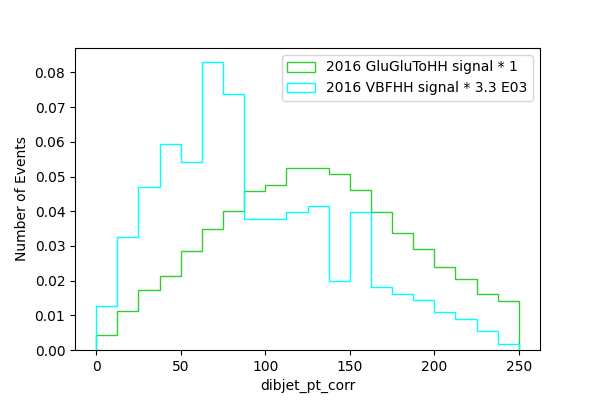 2016 GluGluToHH signal * 1
2016 VBFHH signal * 3.3 E03
Number of Events
0.08
0.07
0.06
0.05
0.04
0.03
0.02
0.01
0.00
0 50 100 150 200 250
dibjet_pt_corr